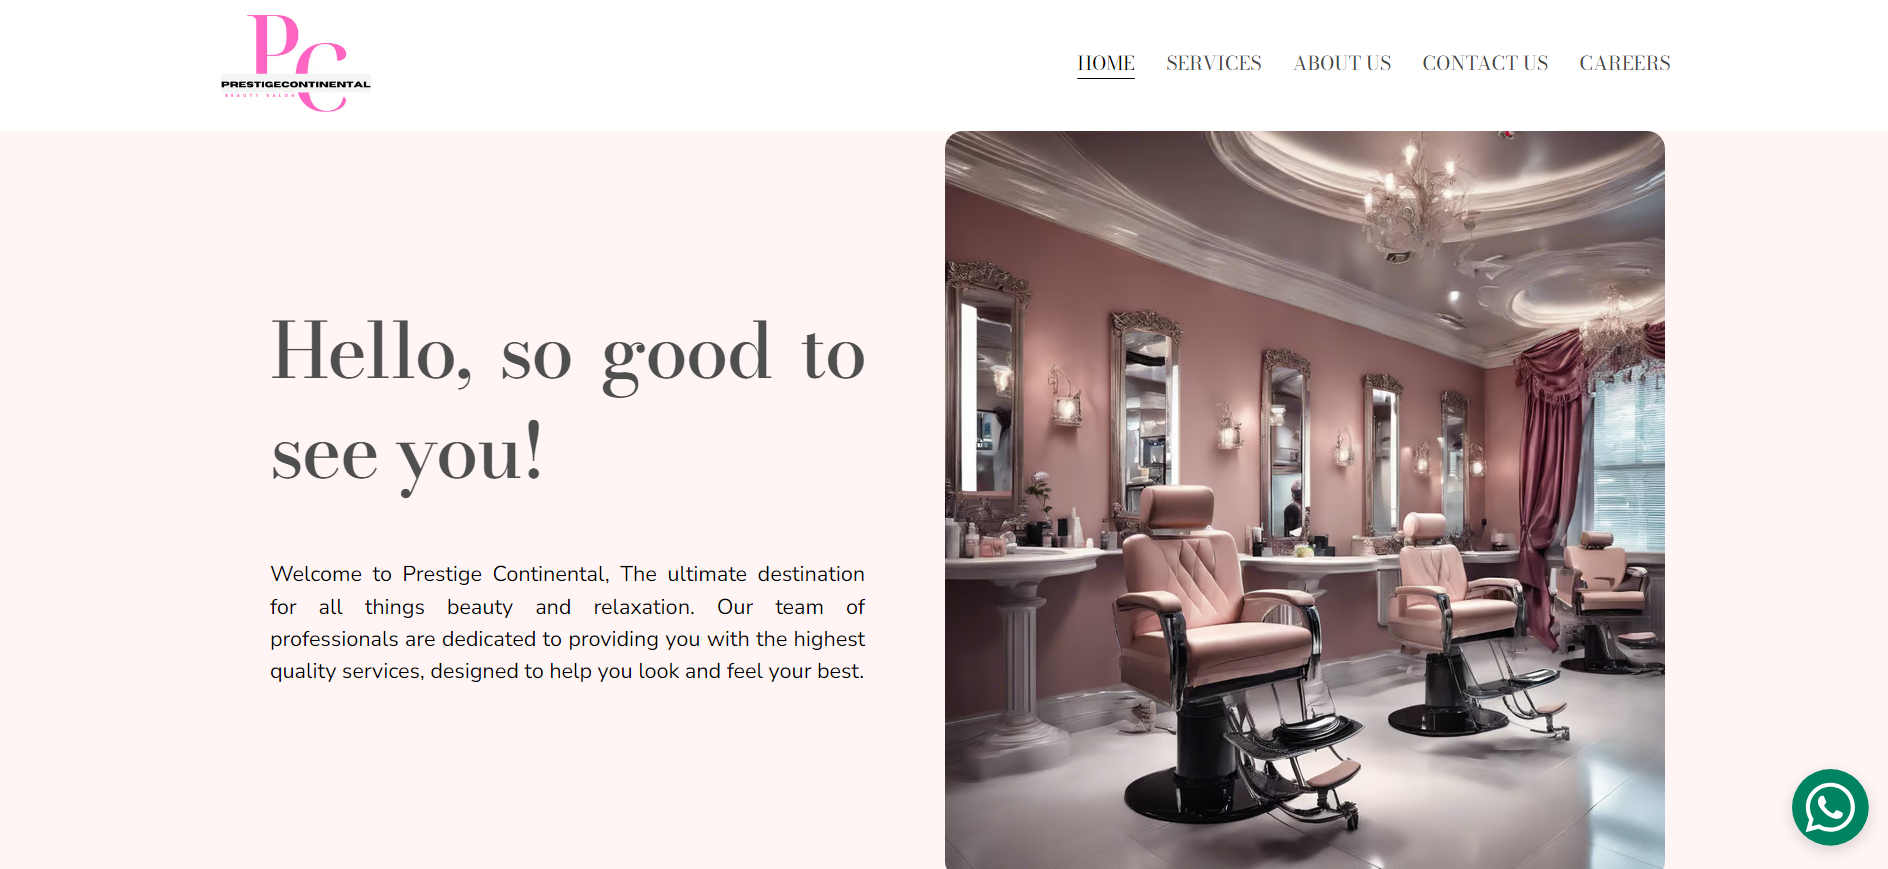 PC
PRESTIGECONTINENTAL
BEAUTY SALON
HOME SERVICES ABOUT US CONTACT US CAREERS
Hello, so good to
see you!
Welcome to Prestige Continental, The ultimate destination
for all things beauty and relaxation. Our team of
professionals are dedicated to providing you with the highest
quality services, designed to help you look and feel your best.